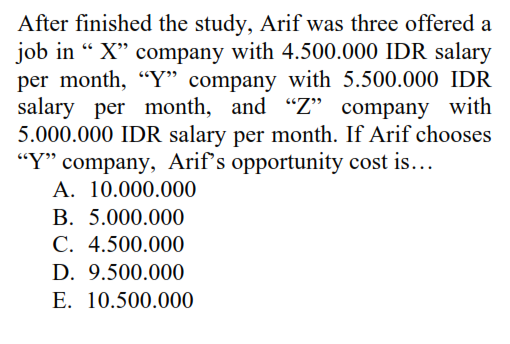 After finished the study, Arif was three offered a
job in “ X” company with 4.500.000 IDR salary
per month, “Y” company with 5.500.000 IDR
salary per month, and “Z” company with
5.000.000 IDR salary per month. If Arif chooses
“Y” company, Arif’s opportunity cost is…
A. 10.000.000
B. 5.000.000
C. 4.500.000
D. 9.500.000
E. 10.500.000